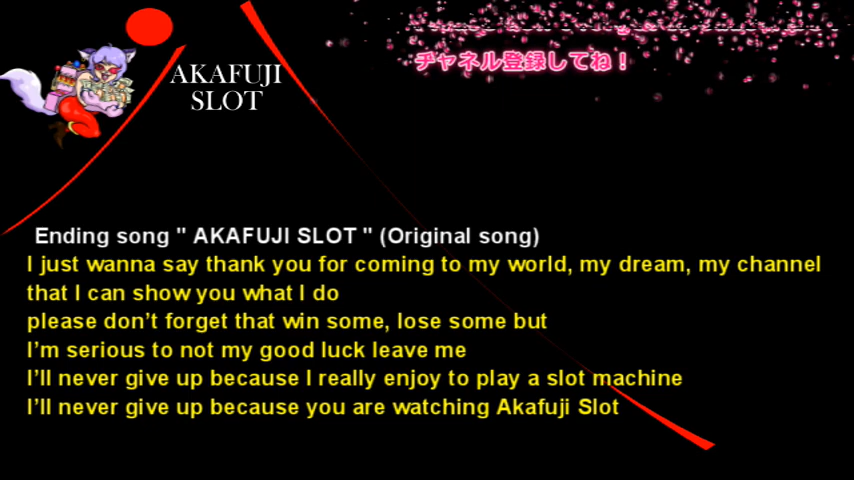 AKAFUJI
SLOT
チャネル登録してね！
Ending song " AKAFUJI SLOT " (Original song)
I just wanna say thank you for coming to my world, my dream, my channel
that I can show you what I do
please don’t forget that win some, lose some but
I’m serious to not my good luck leave me
I’ll never give up because I really enjoy to play a slot machine
I’ll never give up because you are watching Akafuji Slot